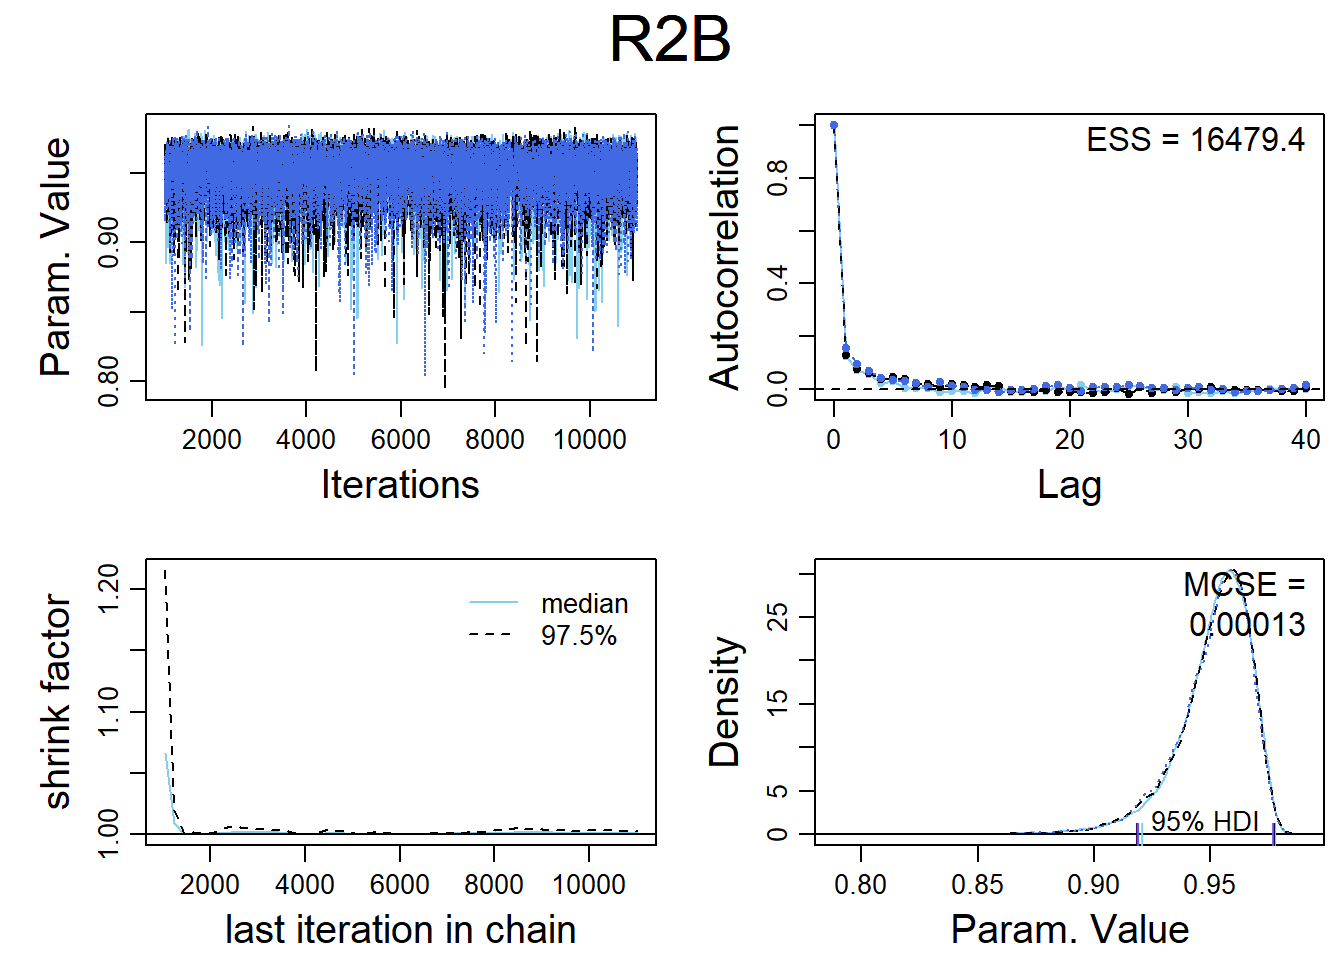 R2B
Param. Value
0.80
0.90
2000 4000 6000 8000 10000
Iterations
Autocorrelation
0.0
0.4
0.8
ESS = 16479.4
0 10 20 30 40
Lag
shrink factor
1.00
1.10
1.20
median
97.5%
2000 4000 6000 8000 10000
last iteration in chain
Density
0
5
15
25
MCSE =
0.00013
95% HDI
0.80 0.85 0.90 0.95
Param. Value